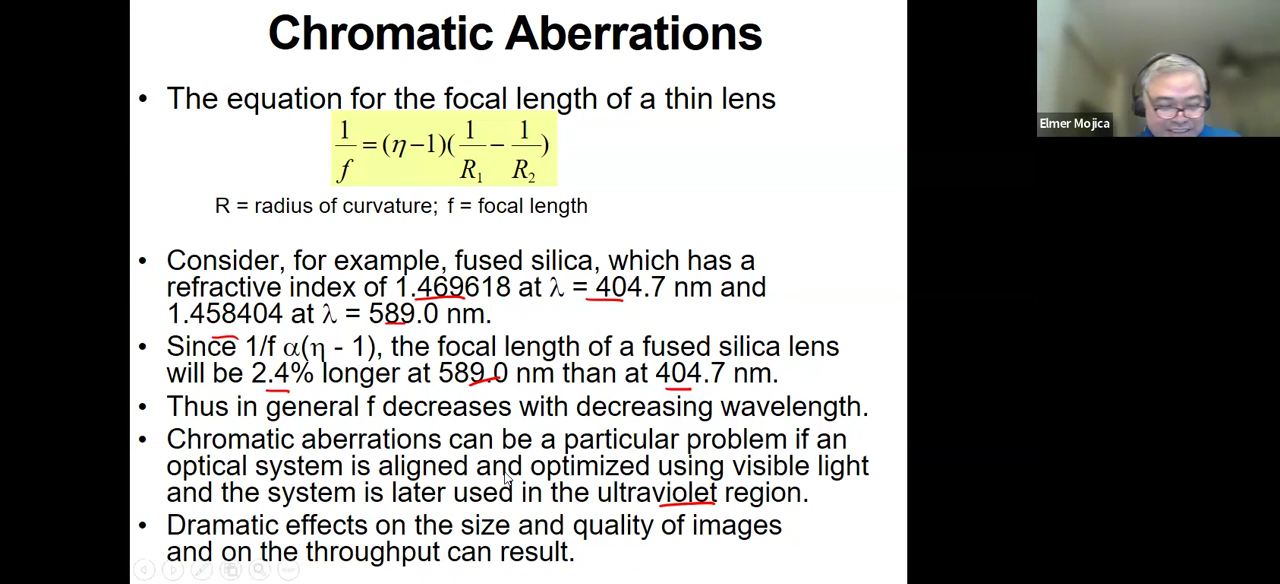 Chromatic Aberrations
• The equation for the focal length of a thin lens
1/f = (η−1)(1/R₁ − 1/R₂)
R = radius of curvature; f = focal length
• Consider, for example, fused silica, which has a
refractive index of 1.469618 at λ = 404.7 nm and
1.458404 at λ = 589.0 nm.
• Since 1/f α(η - 1), the focal length of a fused silica lens
will be 2.4% longer at 589.0 nm than at 404.7 nm.
• Thus in general f decreases with decreasing wavelength.
• Chromatic aberrations can be a particular problem if an
optical system is aligned and optimized using visible light
and the system is later used in the ultraviolet region.
• Dramatic effects on the size and quality of images
and on the throughput can result.
Elmer Mojica